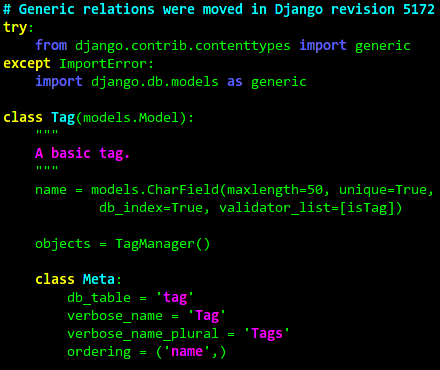 # Generic relations were moved in Django revision 5172
try:
    from django.contrib.contenttypes import generic
except ImportError:
    import django.db.models as generic

class Tag(models.Model):
    """
    A basic tag.
    """
    name = models.CharField(maxlength=50, unique=True,
            db_index=True, validator_list=[isTag])

    objects = TagManager()

    class Meta:
        db_table = 'tag'
        verbose_name = 'Tag'
        verbose_name_plural = 'Tags'
        ordering = ('name',)